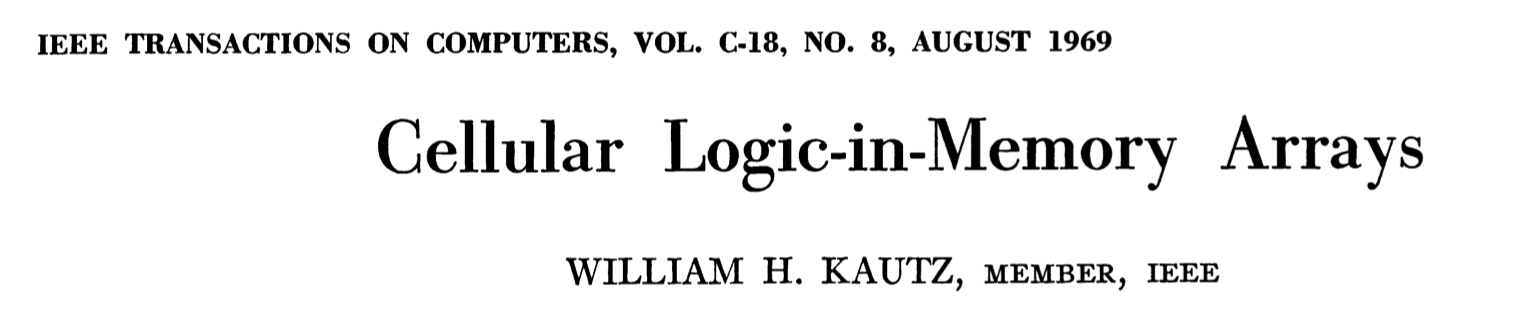 IEEE TRANSACTIONS ON COMPUTERS, VOL. C-18, NO. 8, AUGUST 1969
Cellular Logic-in-Memory Arrays
WILLIAM H. KAUTZ, MEMBER, IEEE